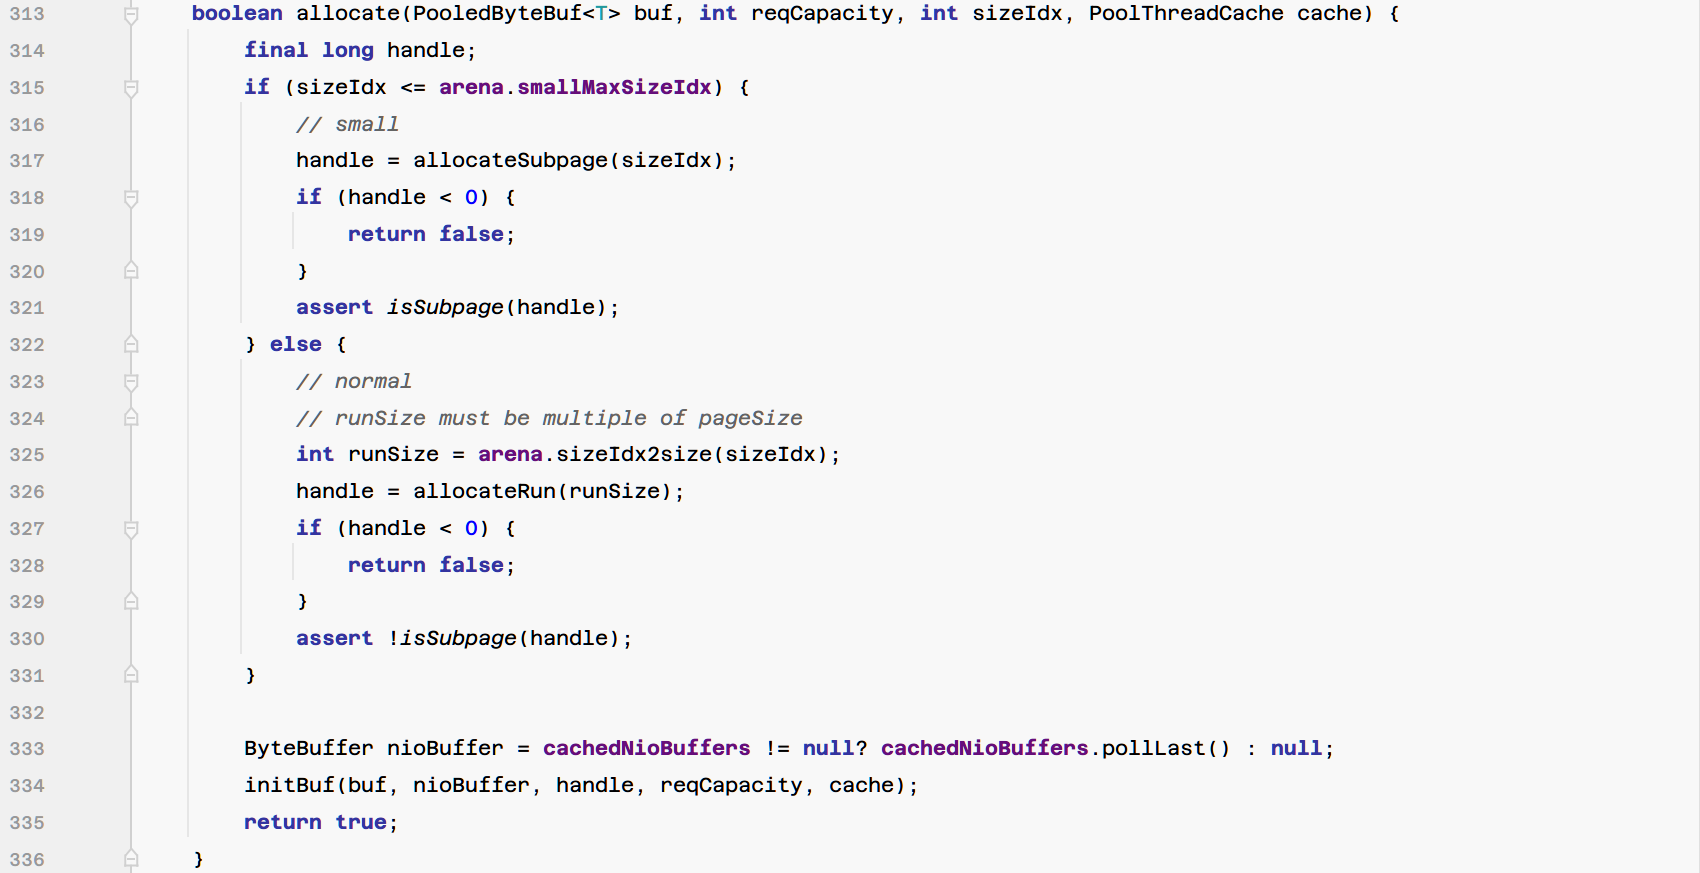 313 boolean allocate(PooledByteBuf<T> buf, int reqCapacity, int sizeIdx, PoolThreadCache cache) {
314 final long handle;
315 if (sizeIdx <= arena.smallMaxSizeIdx) {
316 // small
317 handle = allocateSubpage(sizeIdx);
318 if (handle < 0) {
319 return false;
320 }
321 assert isSubpage(handle);
322 } else {
323 // normal
324 // runSize must be multiple of pageSize
325 int runSize = arena.sizeIdx2size(sizeIdx);
326 handle = allocateRun(runSize);
327 if (handle < 0) {
328 return false;
329 }
330 assert !isSubpage(handle);
331 }
332
333 ByteBuffer nioBuffer = cachedNioBuffers != null? cachedNioBuffers.pollLast() : null;
334 initBuf(buf, nioBuffer, handle, reqCapacity, cache);
335 return true;
336 }